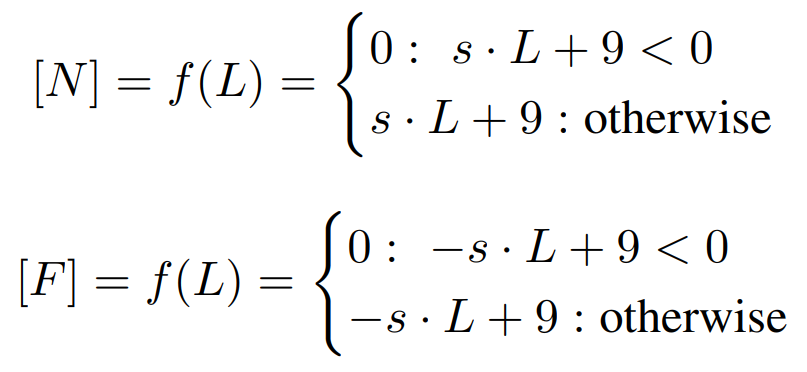 [N] = f(L) = { 0 : s · L + 9 < 0
s · L + 9 : otherwise
[F] = f(L) = { 0 : −s · L + 9 < 0
−s · L + 9 : otherwise